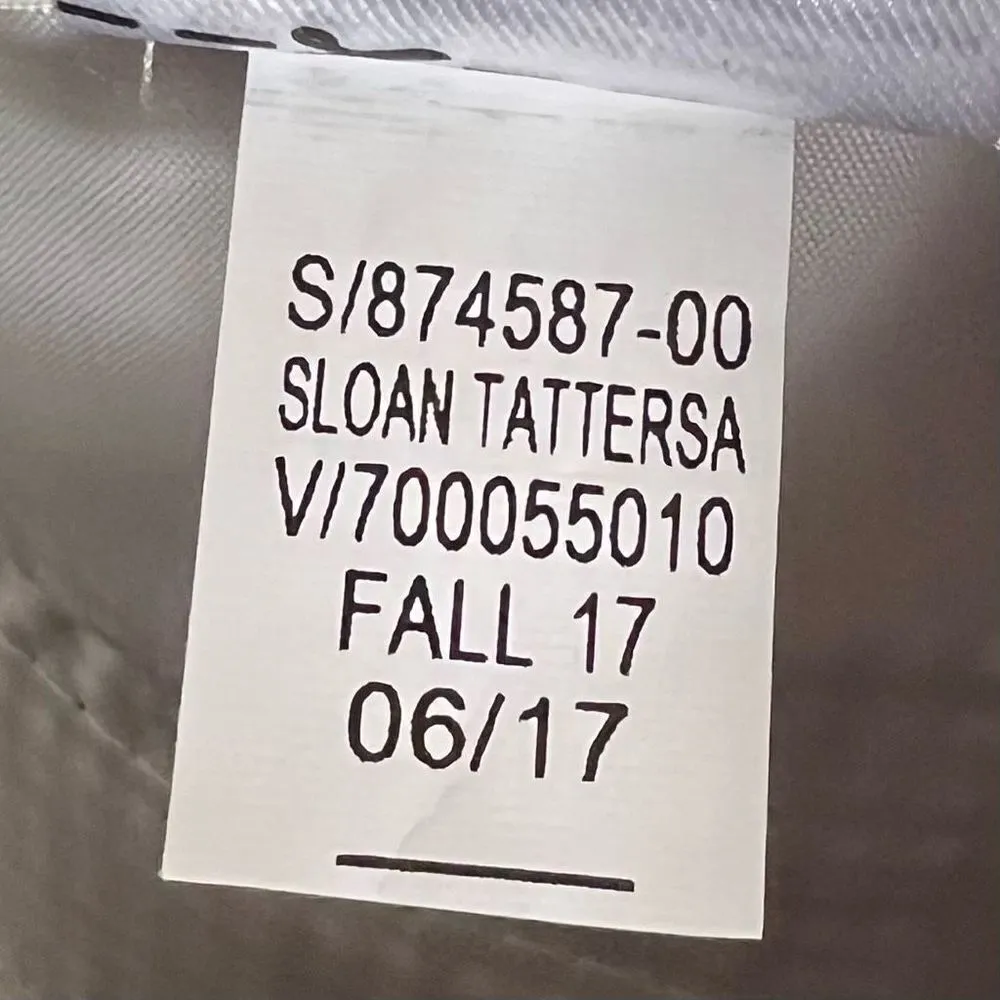 S/874587-00
SLOAN TATTERSA
V/700055010
FALL 17
06/17